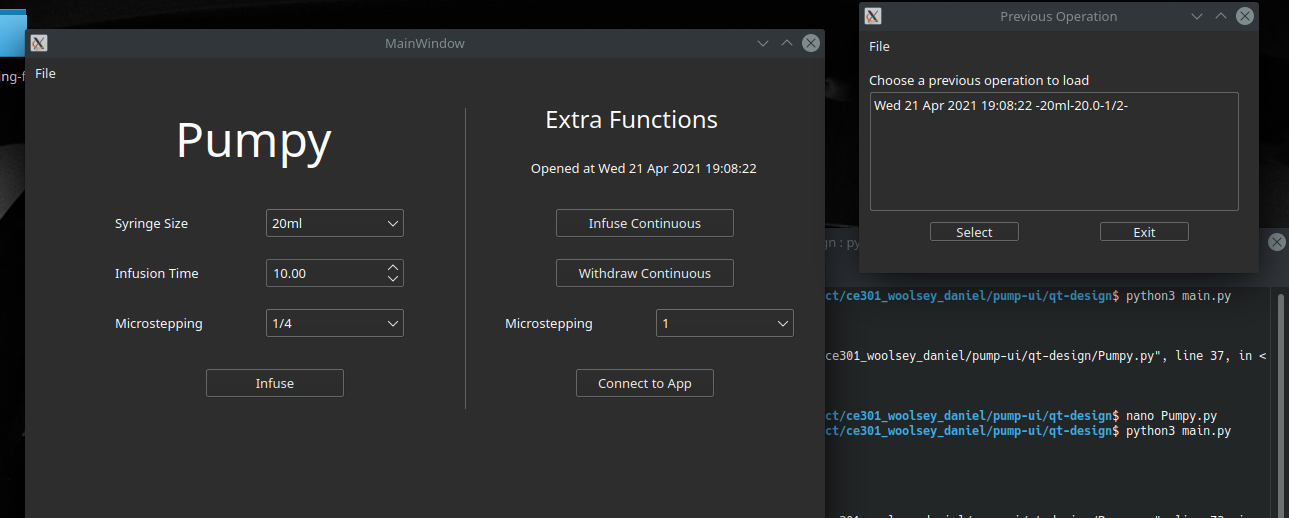 ing-f
MainWindow
File
Pumpy
Syringe Size
20ml
Infusion Time
10.00
Microstepping
1/4
Infuse
Extra Functions
Opened at Wed 21 Apr 2021 19:08:22
Infuse Continuous
Withdraw Continuous
Microstepping
1
Connect to App
Previous Operation
File
Choose a previous operation to load
Wed 21 Apr 2021 19:08:22 -20ml-20.0-1/2-
Select
Exit
gn : py
ct/ce301_woolsey_daniel/pump-ui/qt-design$ python3 main.py
ce301_woolsey_daniel/pump-ui/qt-design/Pumpy.py", line 37, in <
ct/ce301_woolsey_daniel/pump-ui/qt-design$ nano Pumpy.py
ct/ce301_woolsey_daniel/pump-ui/qt-design$ python3 main.py